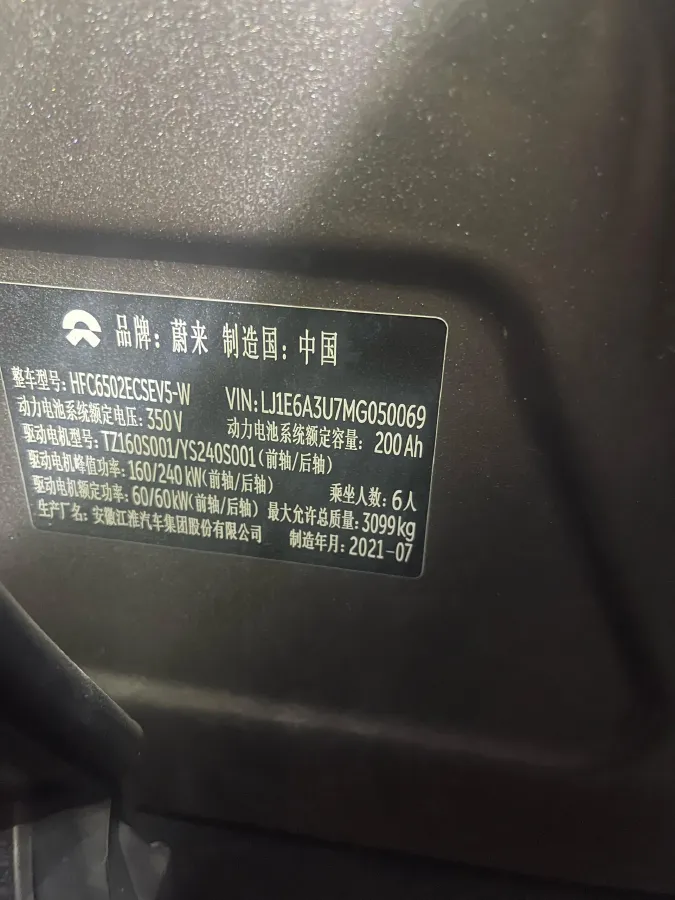 品牌：蔚来 制造国：中国
整车型号：HFC6502ECSEV5-W VIN:LJ1E6A3U7MG050069
动力电池系统额定电压：350V 动力电池系统额定容量：200Ah
驱动电机型号：TZ160S001/YS240S001(前轴/后轴)
驱动电机峰值功率：160/240kW(前轴/后轴) 乘坐人数：6人
驱动电机额定功率：60/60kW(前轴/后轴) 最大允许总质量：3099kg
生产厂名：安徽江淮汽车集团股份有限公司 制造年月：2021-07